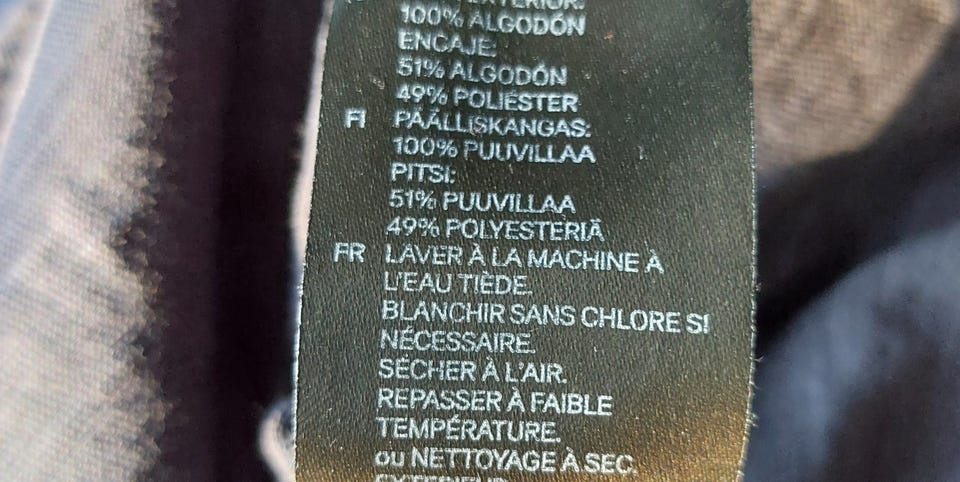 EXTERIOR:
100% ALGODÓN
ENCAJE:
51% ALGODÓN
49% POLIÉSTER
FI PÄÄLLISKANGAS:
100% PUUVILLAA
PITSI:
51% PUUVILLAA
49% POLYESTERIÄ
FR LAVER À LA MACHINE À
L'EAU TIÈDE.
BLANCHIR SANS CHLORE SI
NÉCESSAIRE.
SÉCHER À L'AIR.
REPASSER À FAIBLE
TEMPÉRATURE.
ou NETTOYAGE À SEC.